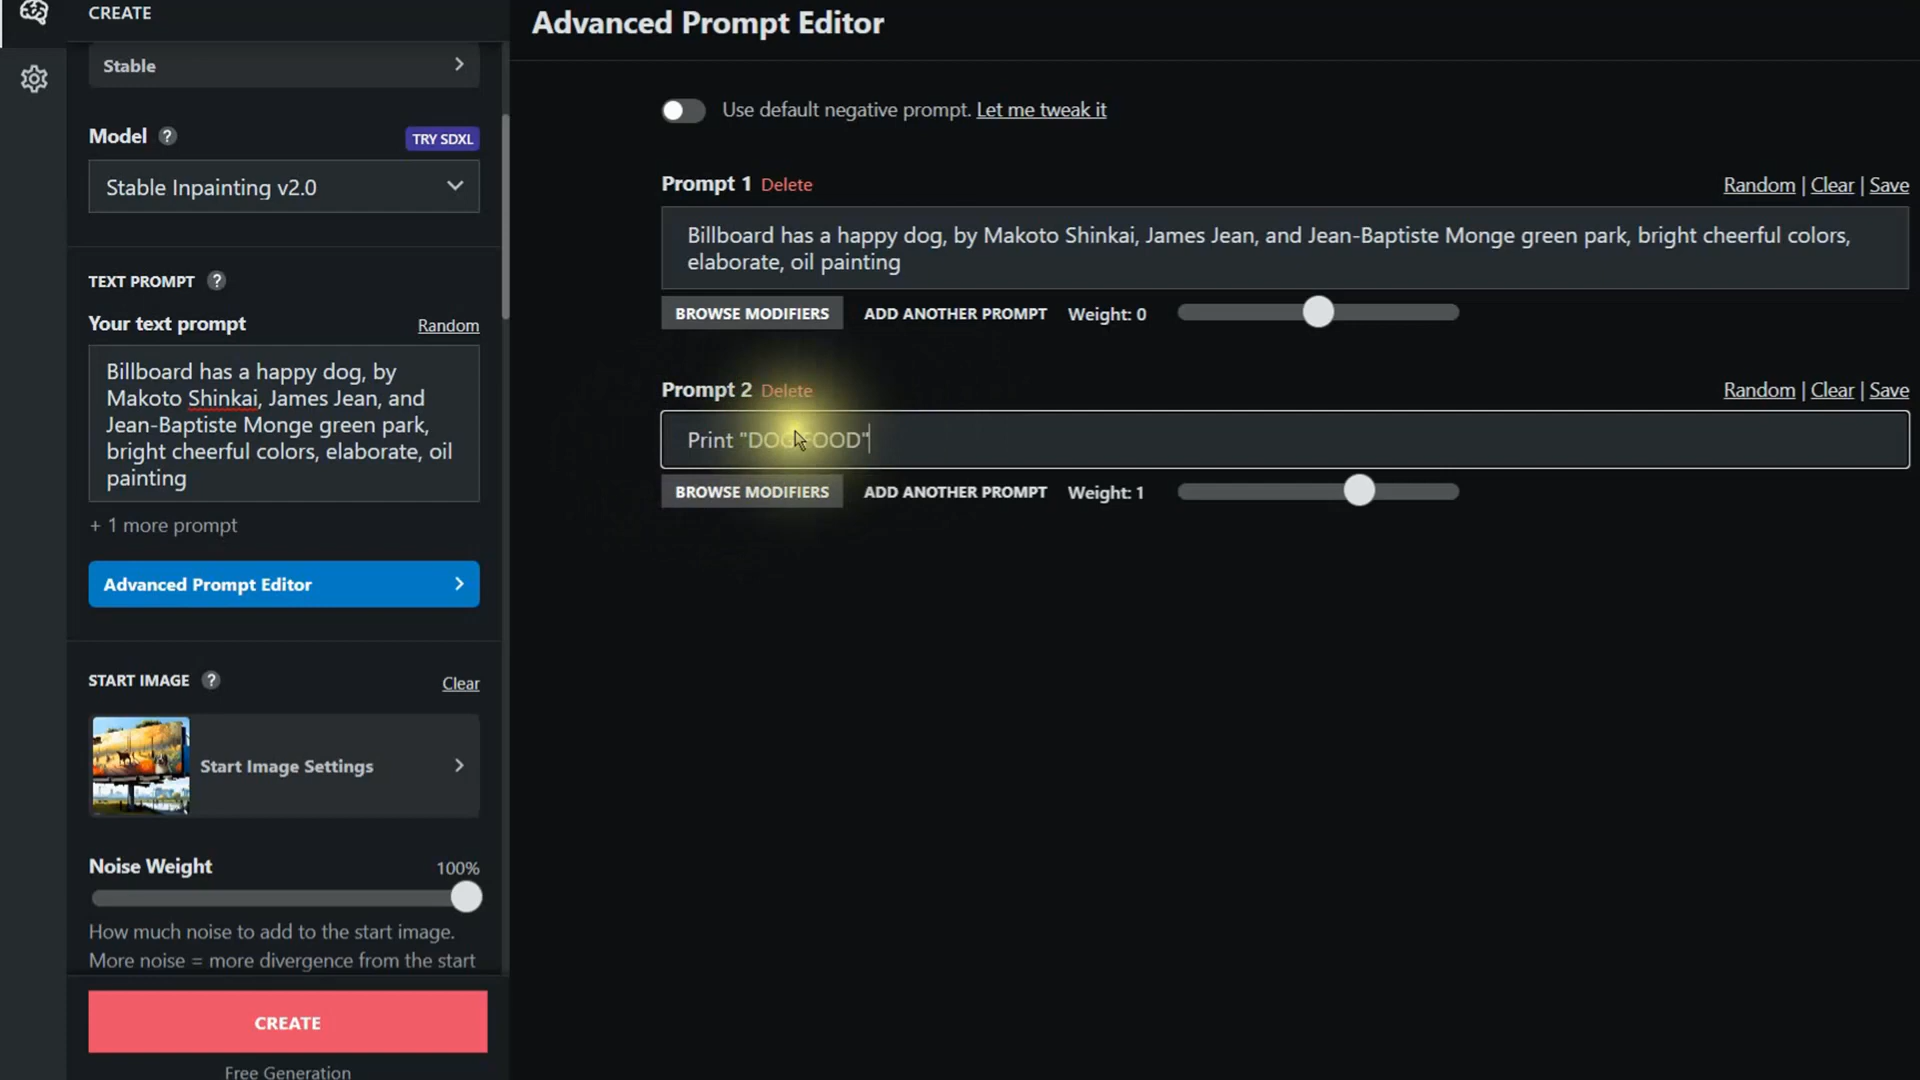 CREATE
Advanced Prompt Editor
Stable
Model ?
TRY SDXL
Stable Inpainting v2.0
TEXT PROMPT ?
Your text prompt
Random
Billboard has a happy dog, by
Makoto Shinkai, James Jean, and
Jean-Baptiste Monge green park,
bright cheerful colors, elaborate, oil
painting
+ 1 more prompt
Advanced Prompt Editor
START IMAGE ?
Clear
Start Image Settings
Noise Weight
100%
How much noise to add to the start image.
More noise = more divergence from the start
CREATE
Free Generation
Use default negative prompt. Let me tweak it
Prompt 1 Delete
Random | Clear | Save
Billboard has a happy dog, by Makoto Shinkai, James Jean, and Jean-Baptiste Monge green park, bright cheerful colors,
elaborate, oil painting
BROWSE MODIFIERS ADD ANOTHER PROMPT Weight: 0
Prompt 2 Delete
Random | Clear | Save
Print "DOG FOOD"
BROWSE MODIFIERS ADD ANOTHER PROMPT Weight: 1